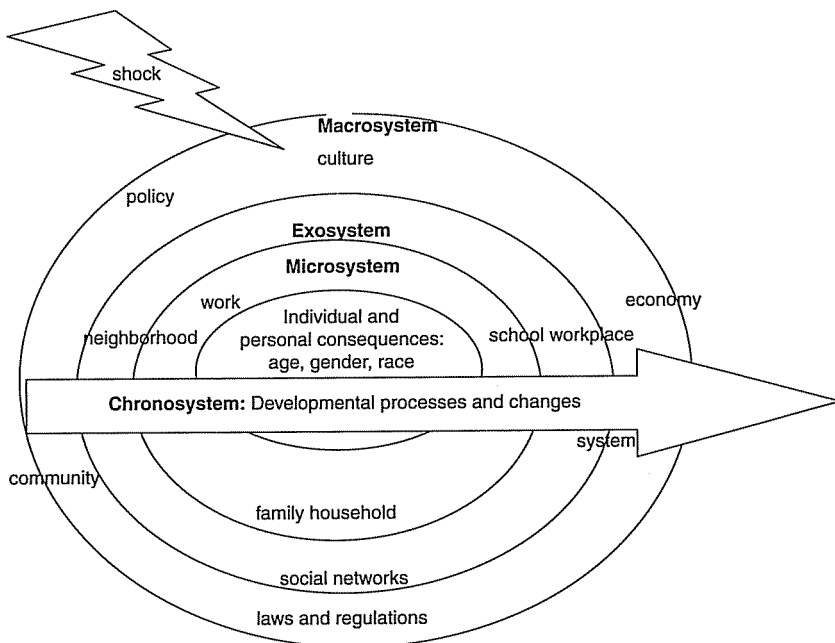 shock
Macrosystem
culture
policy
Exosystem
Microsystem
work
economy
Individual and
personal consequences:
age, gender, race
neighborhood
school workplace
Chronosystem: Developmental processes and changes
system
community
family household
social networks
laws and regulations